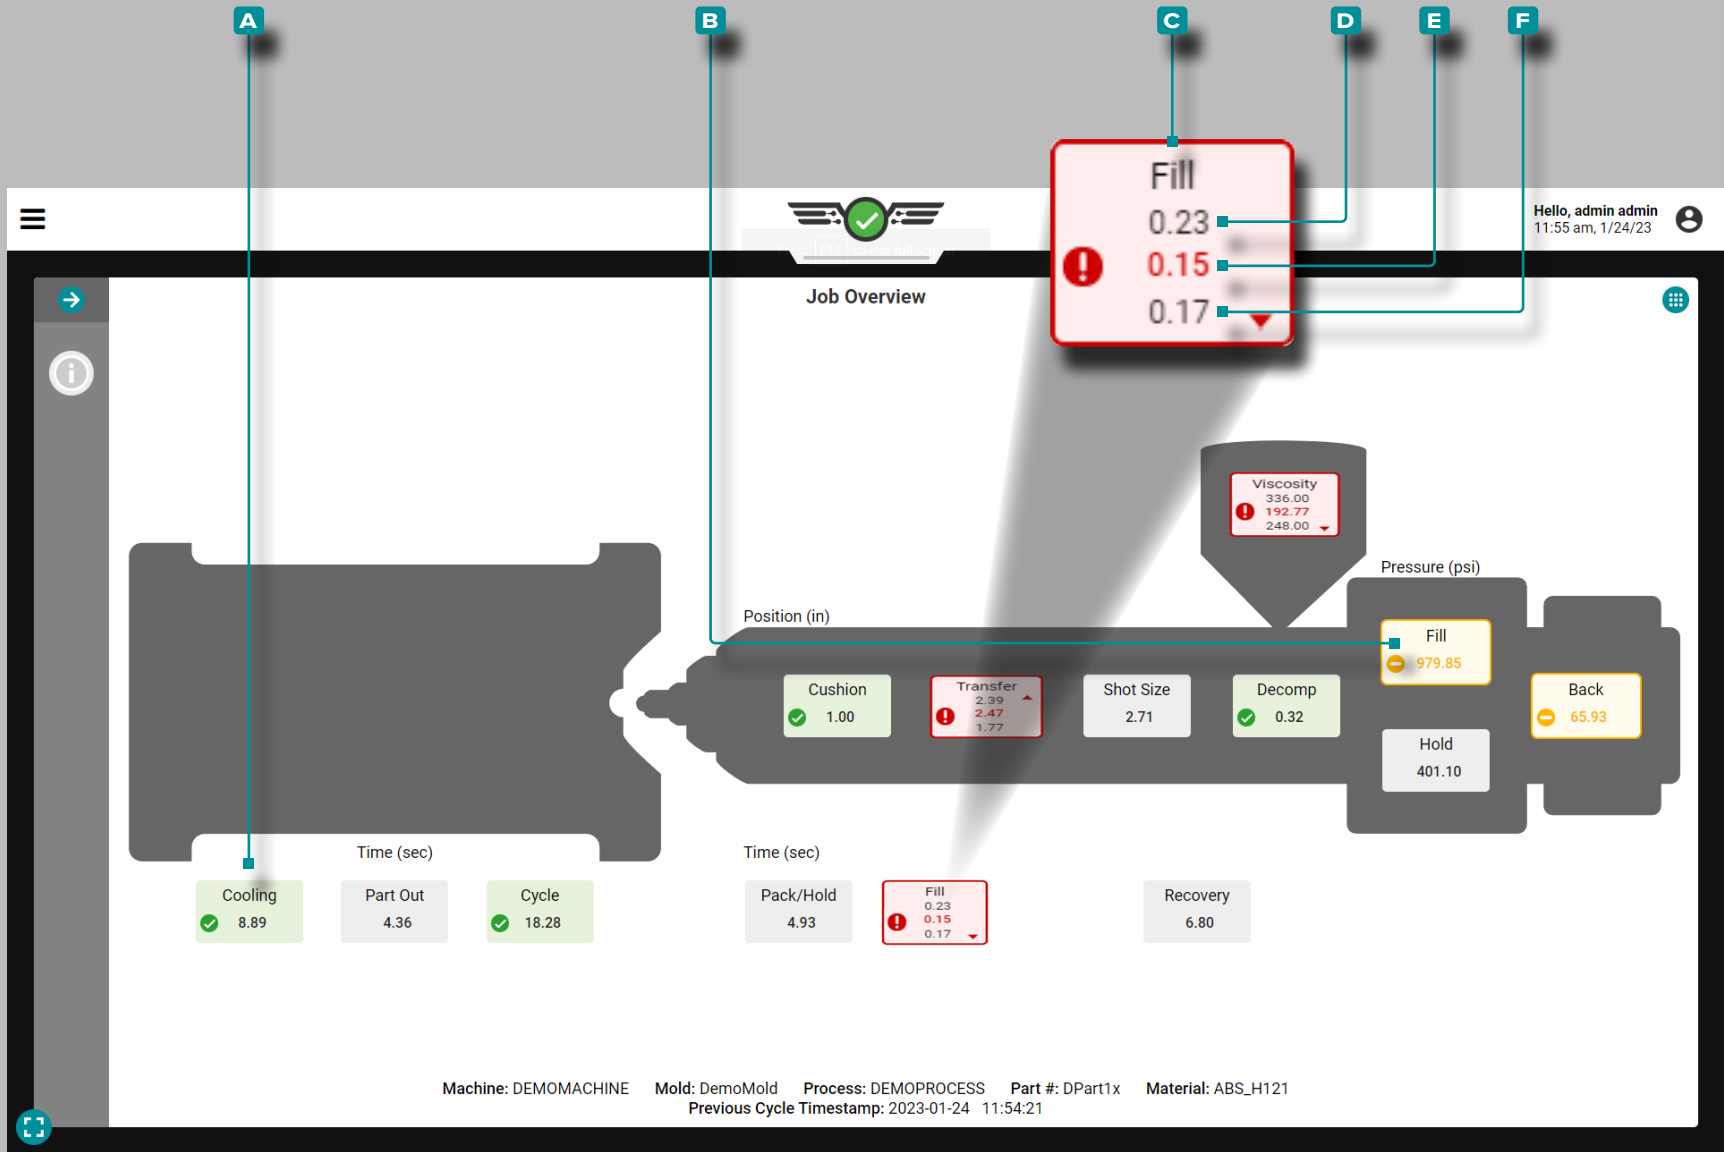 A
B
C
D
E
F
Fill
0.23
0.15
0.17
Hello, admin admin
11:55 am, 1/24/23
Job Overview
Viscosity
336.00
192.77
248.00
Pressure (psi)
Position (in)
Fill
979.85
Cushion
1.00
Transfer
2.39
2.47
1.77
Shot Size
2.71
Decomp
0.32
Back
65.93
Hold
401.10
Time (sec)
Time (sec)
Cooling
8.89
Part Out
4.36
Cycle
18.28
Pack/Hold
4.93
Fill
0.23
0.15
0.17
Recovery
6.80
Machine: DEMOMACHINE Mold: DemoMold Process: DEMOPROCESS Part #: DPart1x Material: ABS_H121
Previous Cycle Timestamp: 2023-01-24 11:54:21